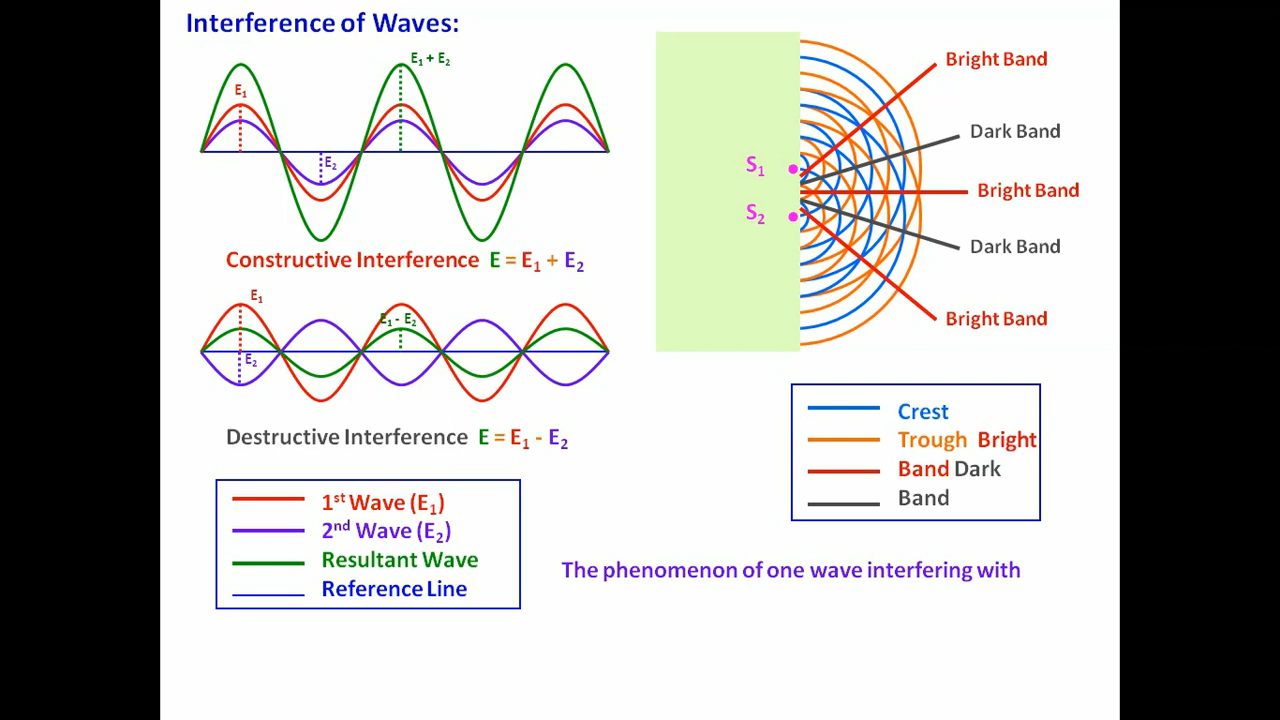 Interference of Waves:
E1 + E2
E1
E2
Constructive Interference E = E1 + E2
E1
E1 - E2
E2
Destructive Interference E = E1 - E2
1st Wave (E1)
2nd Wave (E2)
Resultant Wave
Reference Line
Bright Band
Dark Band
S1
Bright Band
S2
Dark Band
Bright Band
Crest
Trough Bright
Band Dark
Band
The phenomenon of one wave interfering with